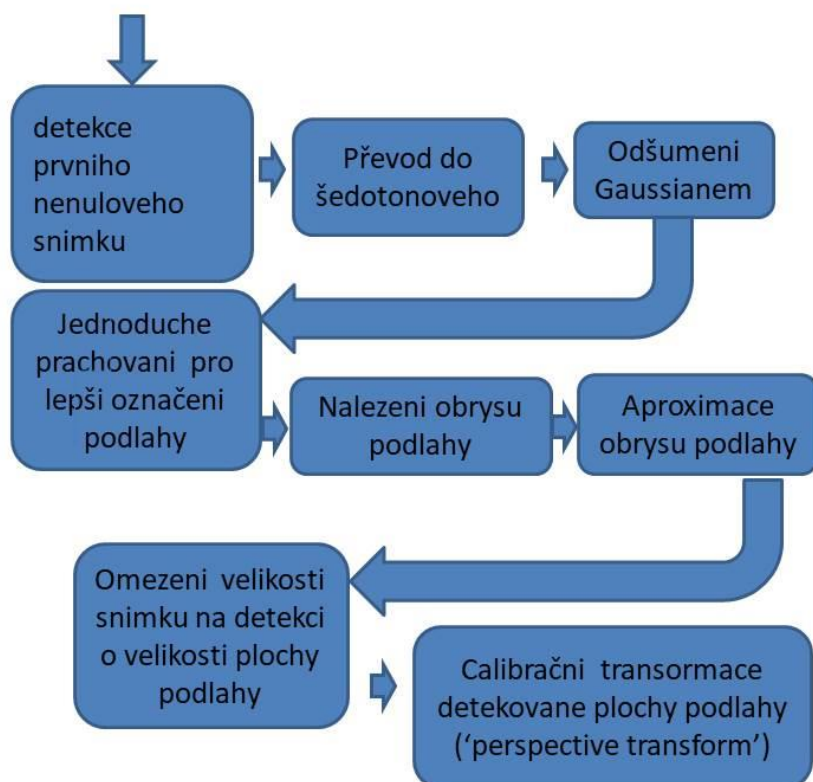 detekce
prvniho
nenuloveho
snimku
Převod do
šedotonoveho
Odšumeni
Gaussianem
Jednoduche
prachovani pro
lepši označeni
podlahy
Nalezeni obrysu
podlahy
Aproximace
obrysu podlahy
Omezeni velikosti
snimku na detekci
o velikosti plochy
podlahy
Calibrační transormace
detekovane plochy podlahy
(‘perspective transform’)